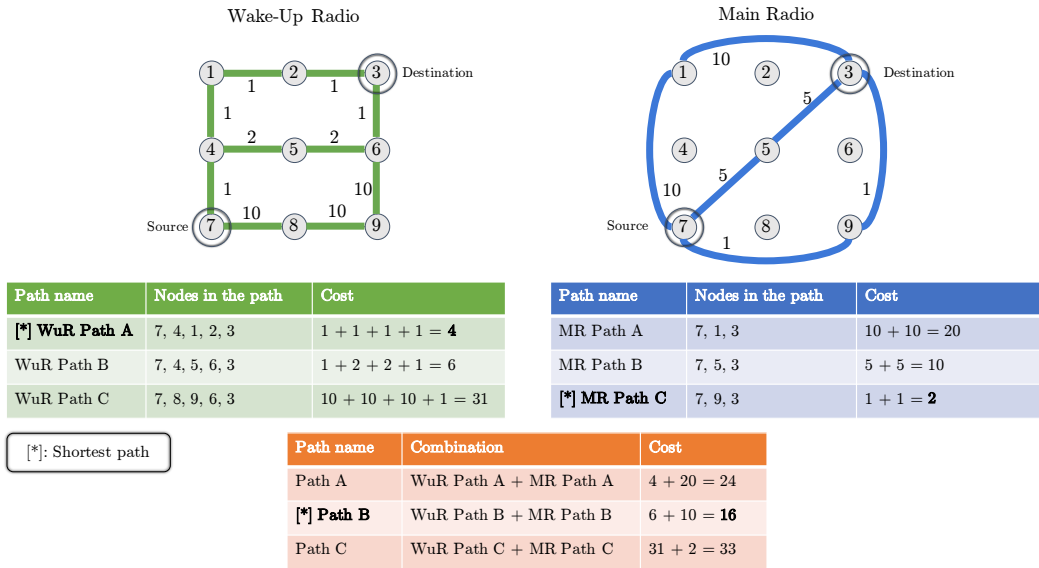 Wake-Up Radio
1 2 3 Destination
1 1
1 1
2 2
4 5 6
1 10
10 10
Source 7 8 9
Main Radio
10
1 2 3 Destination
5
4 5 6
5
10 1
Source 7 8 9
1
Path name Nodes in the path Cost
[*] WuR Path A 7, 4, 1, 2, 3 1 + 1 + 1 + 1 = 4
WuR Path B 7, 4, 5, 6, 3 1 + 2 + 2 + 1 = 6
WuR Path C 7, 8, 9, 6, 3 10 + 10 + 10 + 1 = 31
Path name Nodes in the path Cost
MR Path A 7, 1, 3 10 + 10 = 20
MR Path B 7, 5, 3 5 + 5 = 10
[*] MR Path C 7, 9, 3 1 + 1 = 2
[*]: Shortest path
Path name Combination Cost
Path A WuR Path A + MR Path A 4 + 20 = 24
[*] Path B WuR Path B + MR Path B 6 + 10 = 16
Path C WuR Path C + MR Path C 31 + 2 = 33